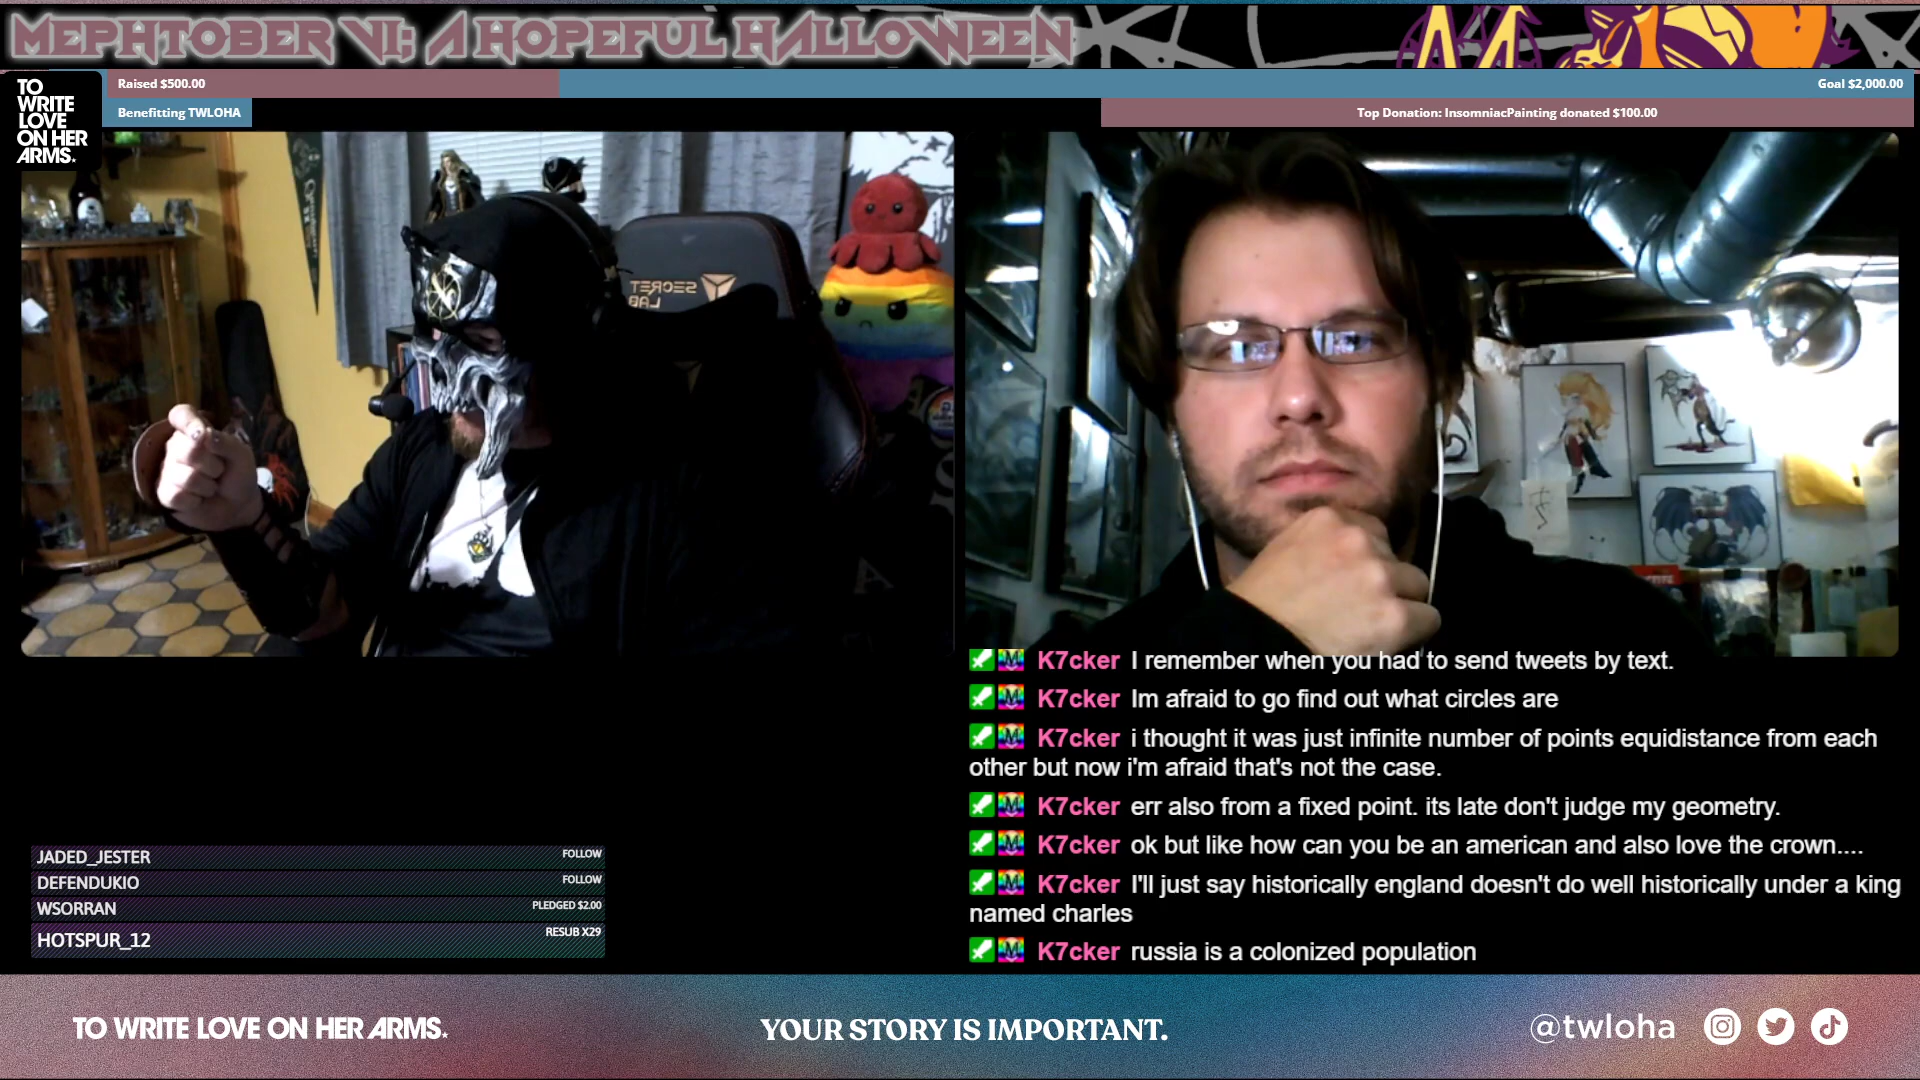 MEPHTOBER VI: A HOPEFUL HALLOWEEN
TO
WRITE
LOVE
ON HER
ARMS.
Raised $500.00
Goal $2,000.00
Benefitting TWLOHA
Top Donation: InsomniacPainting donated $100.00
SECRET
LAB
K7cker I remember when you had to send tweets by text.
K7cker Im afraid to go find out what circles are
K7cker i thought it was just infinite number of points equidistance from each
other but now i'm afraid that's not the case.
K7cker err also from a fixed point. its late don't judge my geometry.
K7cker ok but like how can you be an american and also love the crown....
K7cker I'll just say historically england doesn't do well historically under a king
named charles
K7cker russia is a colonized population
JADED_JESTER FOLLOW
DEFENDUKIO FOLLOW
WSORRAN PLEDGED $2.00
HOTSPUR_12 RESUB X29
TO WRITE LOVE ON HER ARMS.
YOUR STORY IS IMPORTANT.
@twloha